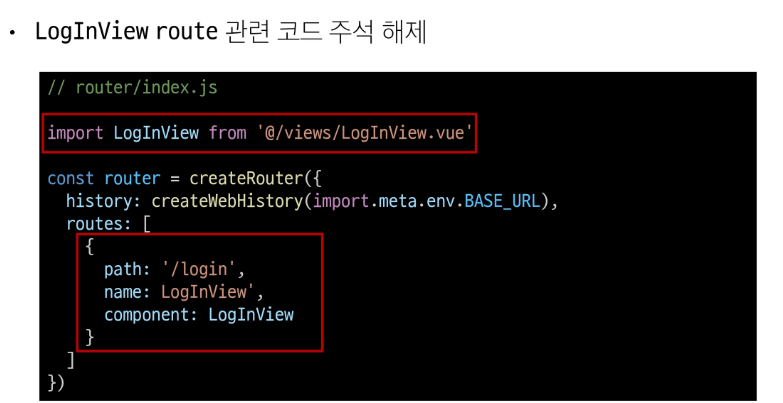 • LogInView route 관련 코드 주석 해제
// router/index.js
import LogInView from '@/views/LogInView.vue'
const router = createRouter({
  history: createWebHistory(import.meta.env.BASE_URL),
  routes: [
    {
      path: '/login',
      name: LogInView',
      component: LogInView
    }
  ]
})